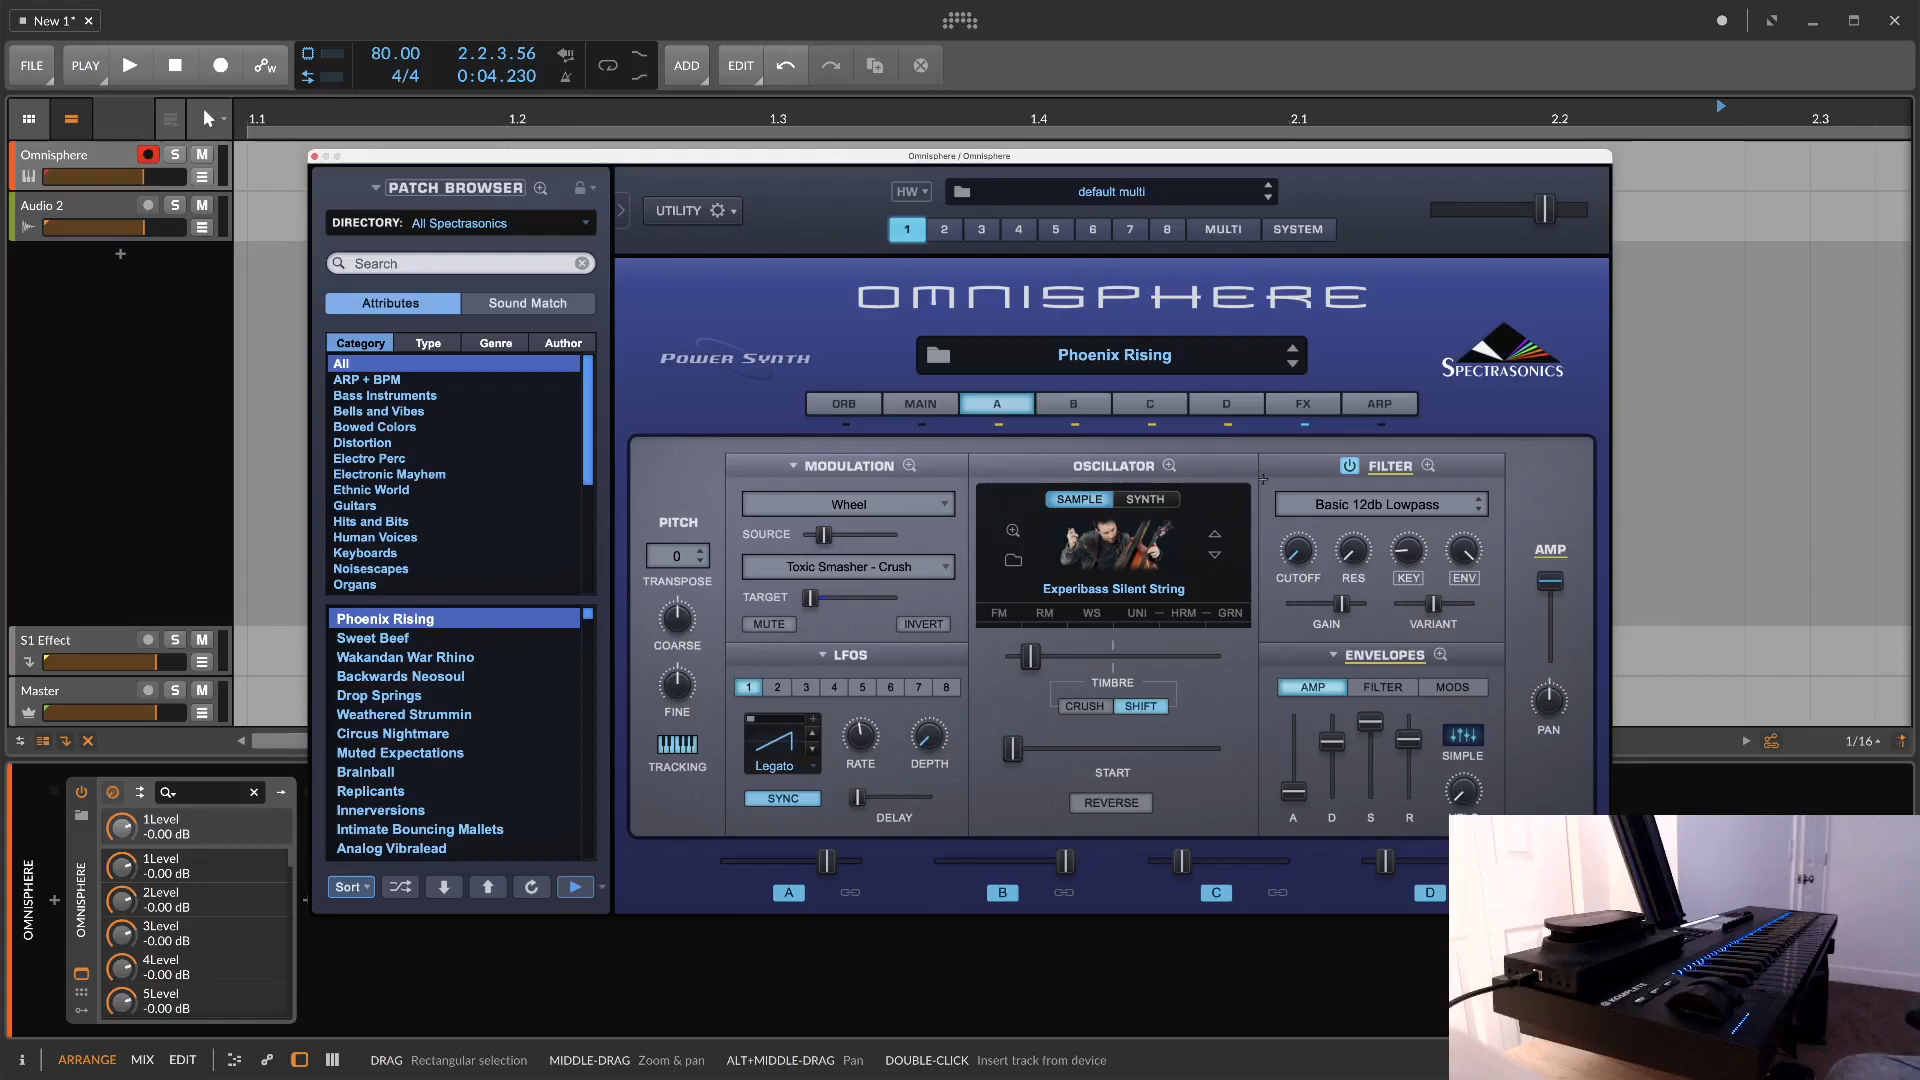 New 1*
FILE
PLAY
80.00
4/4
2.2.3.56
0:04.230
ADD
EDIT
1.1
1.2
1.3
1.4
2.1
2.2
2.3
Omnisphere
S
M
Audio 2
S
M
S1 Effect
S
M
Master
S
M
Omnisphere / Omnisphere
PATCH BROWSER
DIRECTORY: All Spectrasonics
Search
Attributes
Sound Match
Category
Type
Genre
Author
All
ARP + BPM
Bass Instruments
Bells and Vibes
Bowed Colors
Distortion
Electro Perc
Electronic Mayhem
Ethnic World
Guitars
Hits and Bits
Human Voices
Keyboards
Noisescapes
Organs
Phoenix Rising
Sweet Beef
Wakandan War Rhino
Backwards Neosoul
Drop Springs
Weathered Strummin
Circus Nightmare
Muted Expectations
Brainball
Replicants
Innerversions
Intimate Bouncing Mallets
Analog Vibralead
Sort
UTILITY
HW
default multi
1
2
3
4
5
6
7
8
MULTI
SYSTEM
OMNISPHERE
POWER SYNTH
Phoenix Rising
SPECTRASONICS
ORB
MAIN
A
B
C
D
FX
ARP
PITCH
0
TRANSPOSE
COARSE
FINE
TRACKING
MODULATION
Wheel
SOURCE
Toxic Smasher - Crush
TARGET
MUTE
INVERT
LFOS
1
2
3
4
5
6
7
8
Legato
RATE
DEPTH
SYNC
DELAY
OSCILLATOR
SAMPLE
SYNTH
Experibass Silent String
FM
RM
WS
UNI
HRM
GRN
TIMBRE
CRUSH
SHIFT
START
REVERSE
FILTER
Basic 12db Lowpass
CUTOFF
RES
KEY
ENV
GAIN
VARIANT
ENVELOPES
AMP
FILTER
MODS
SIMPLE
A
D
S
R
AMP
PAN
A
B
C
D
1/16
OMNISPHERE
OMNISPHERE
1Level
-0.00 dB
1Level
-0.00 dB
2Level
-0.00 dB
3Level
-0.00 dB
4Level
-0.00 dB
5Level
-0.00 dB
KOMPLETE
i
ARRANGE
MIX
EDIT
DRAG Rectangular selection
MIDDLE-DRAG Zoom & pan
ALT+MIDDLE-DRAG Pan
DOUBLE-CLICK Insert track from device